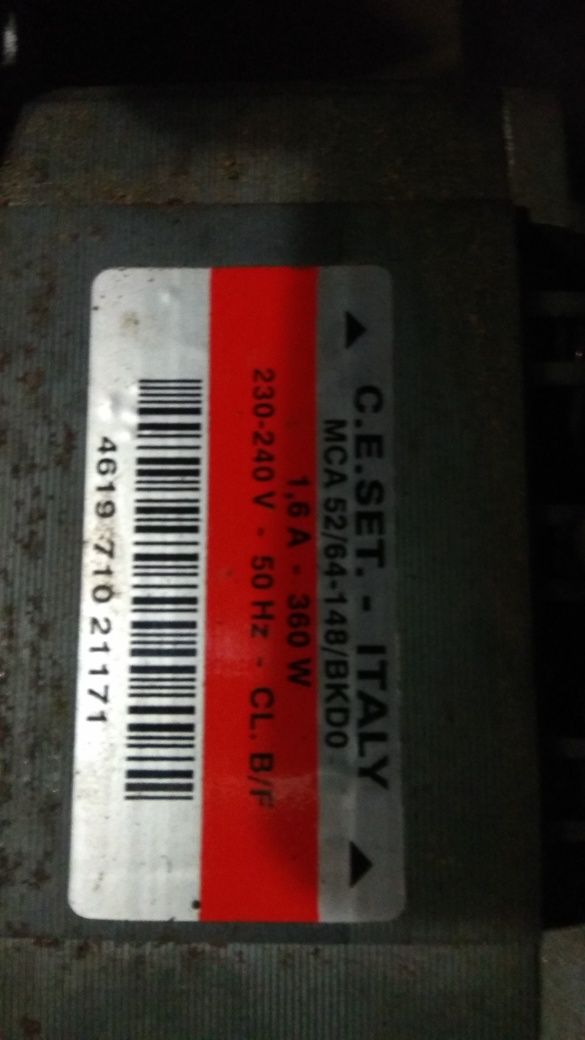 C.E.SET. - ITALY
MCA 52/64-148/BKD0
1,6 A - 360 W
230-240 V - 50 Hz - CL. B/F
4619 710 21171